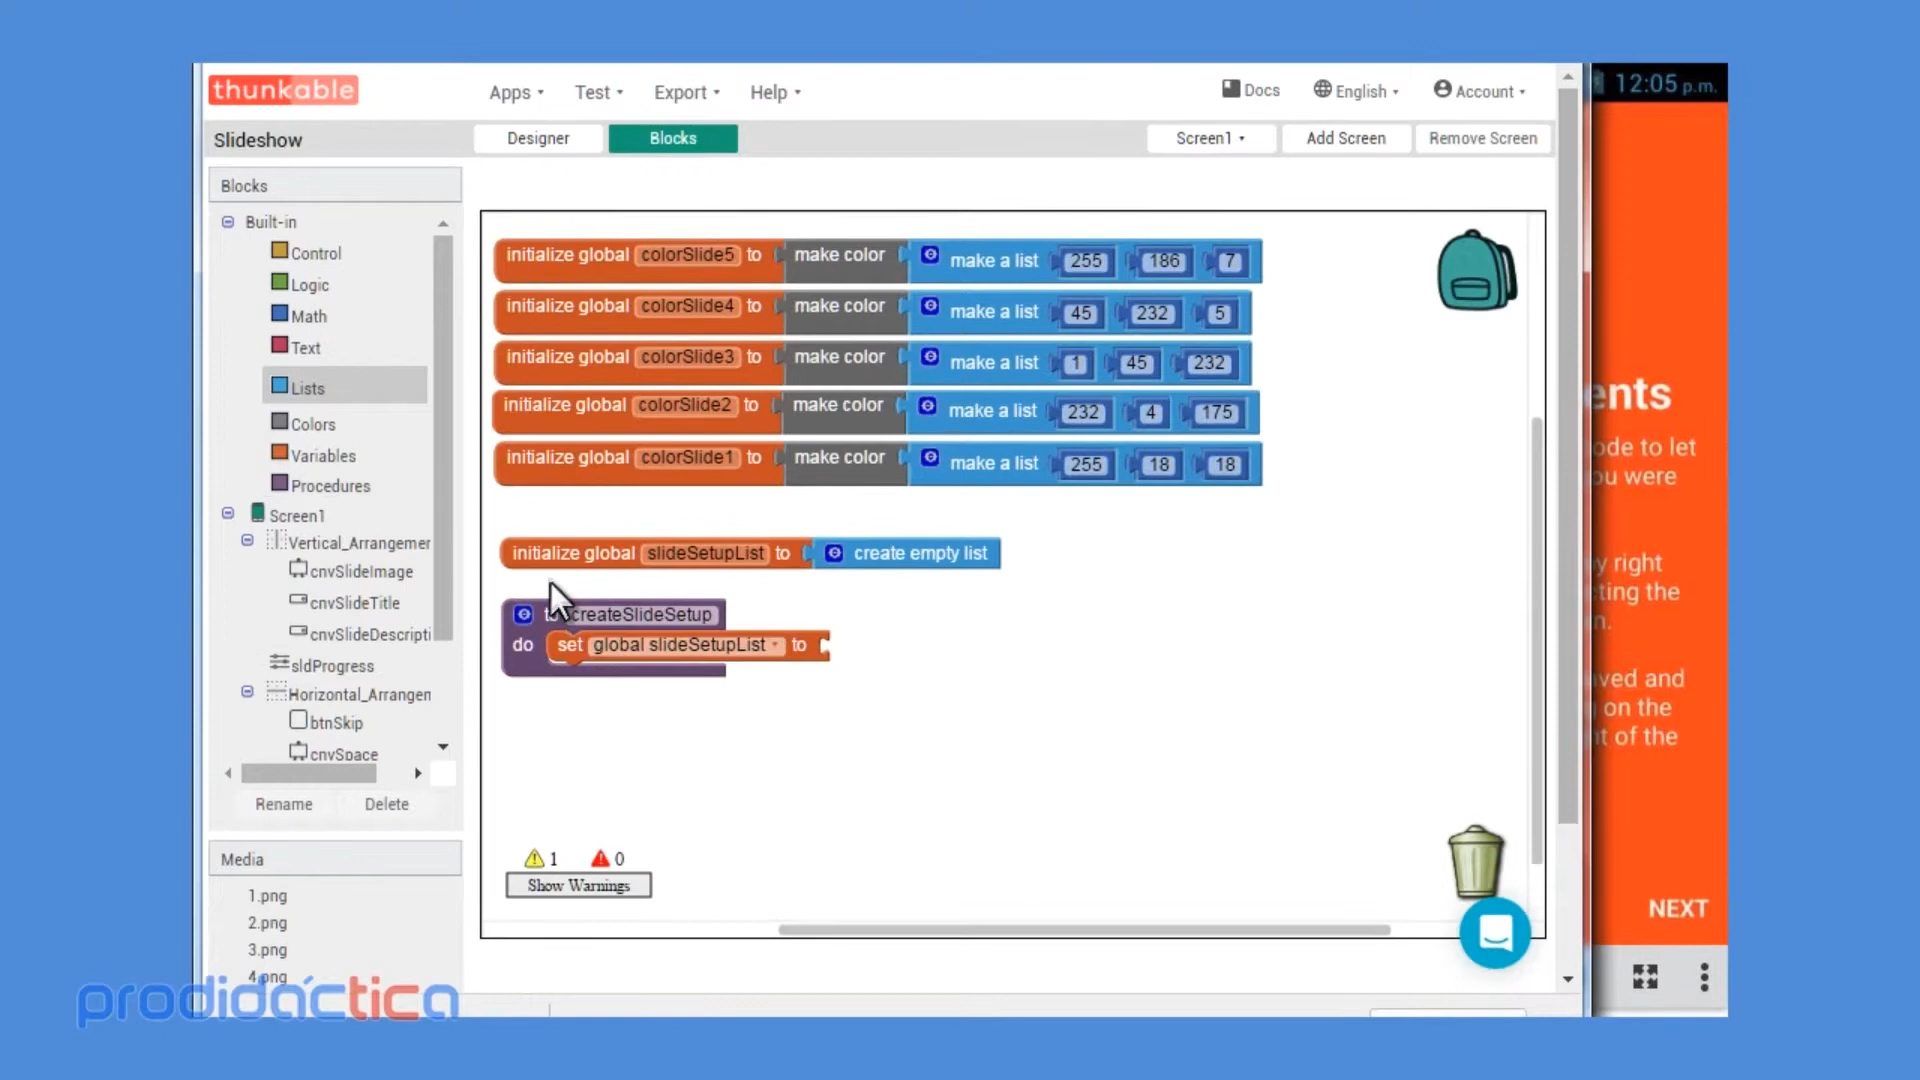 thunkable
Apps Test Export Help Docs English Account
12:05 p.m.
Slideshow Designer Blocks Screen1 Add Screen Remove Screen
Blocks
Built-in
Control
Logic
Math
Text
Lists
Colors
Variables
Procedures
Screen1
Vertical_Arrangemer
cnvSlideImage
cnvSlideTitle
cnvSlideDescripti
sldProgress
Horizontal_Arrangen
btnSkip
cnvSpace
Rename Delete
Media
1.png
2.png
3.png
4.png
initialize global colorSlide5 to make color make a list 255 186 7
initialize global colorSlide4 to make color make a list 45 232 5
initialize global colorSlide3 to make color make a list 1 45 232
initialize global colorSlide2 to make color make a list 232 4 175
initialize global colorSlide1 to make color make a list 255 18 18
initialize global slideSetupList to create empty list
to createSlideSetup
do set global slideSetupList to
1 0
Show Warnings
ents
ode to let
ou were
y right
cting the
n.
aved and
on the
nt of the
NEXT
prodidáctica